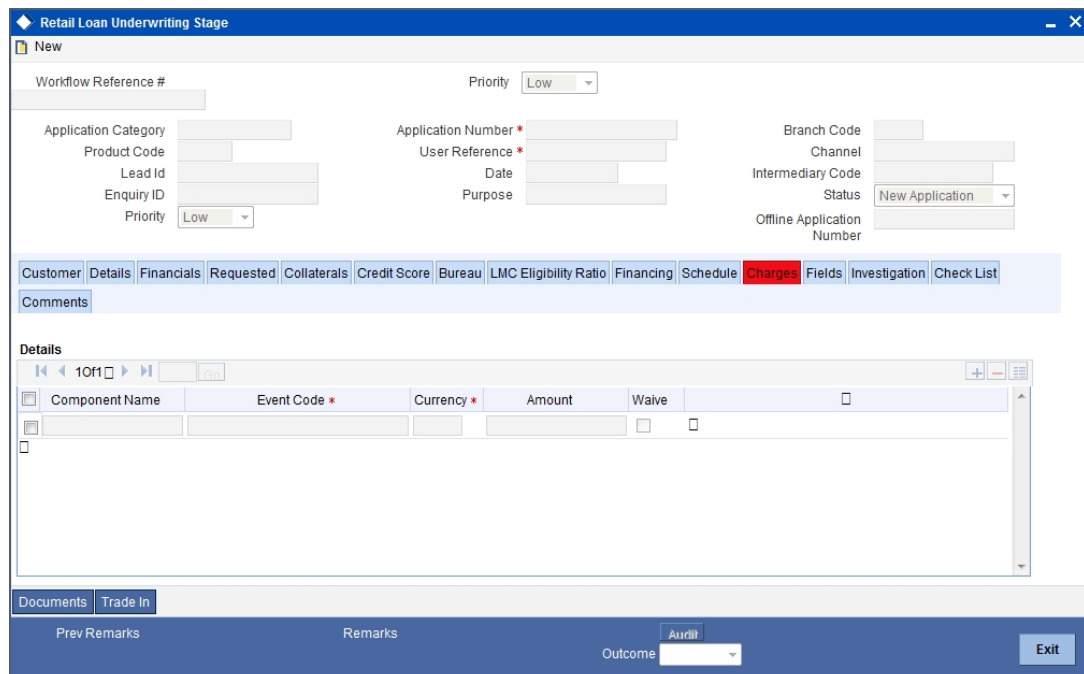 Retail Loan Underwriting Stage
New
Workflow Reference # Priority Low
Application Category Application Number * Branch Code
Product Code User Reference * Channel
Lead Id Date Intermediary Code
Enquiry ID Purpose Status New Application
Priority Low Offline Application Number
Customer Details Financials Requested Collaterals Credit Score Bureau LMC Eligibility Ratio Financing Schedule Charges Fields Investigation Check List
Comments
Details
1Of1 Go
Component Name Event Code * Currency * Amount Waive
Documents Trade In
Prev Remarks Remarks Audit
Outcome
Exit